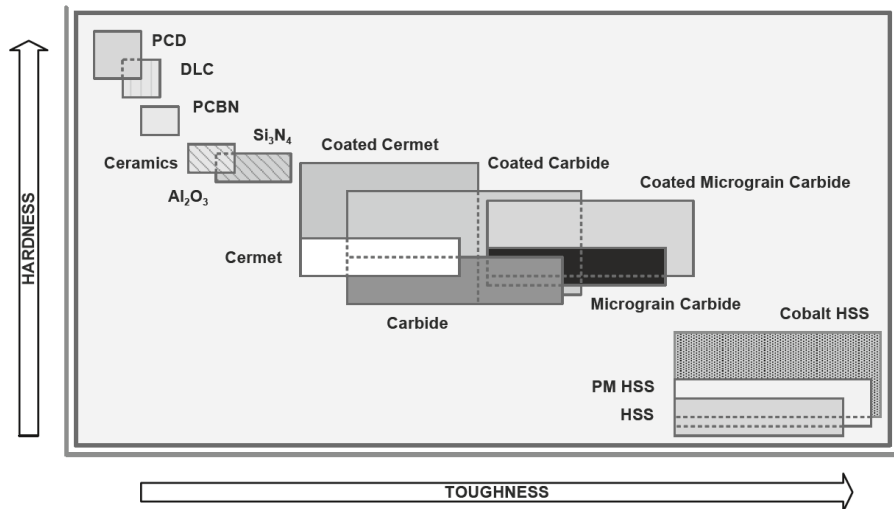 PCD
DLC
PCBN
Si₃N₄
Ceramics
Al₂O₃
Coated Cermet
Coated Carbide
Coated Micrograin Carbide
Cermet
Carbide
Micrograin Carbide
Cobalt HSS
PM HSS
HSS
HARDNESS
TOUGHNESS